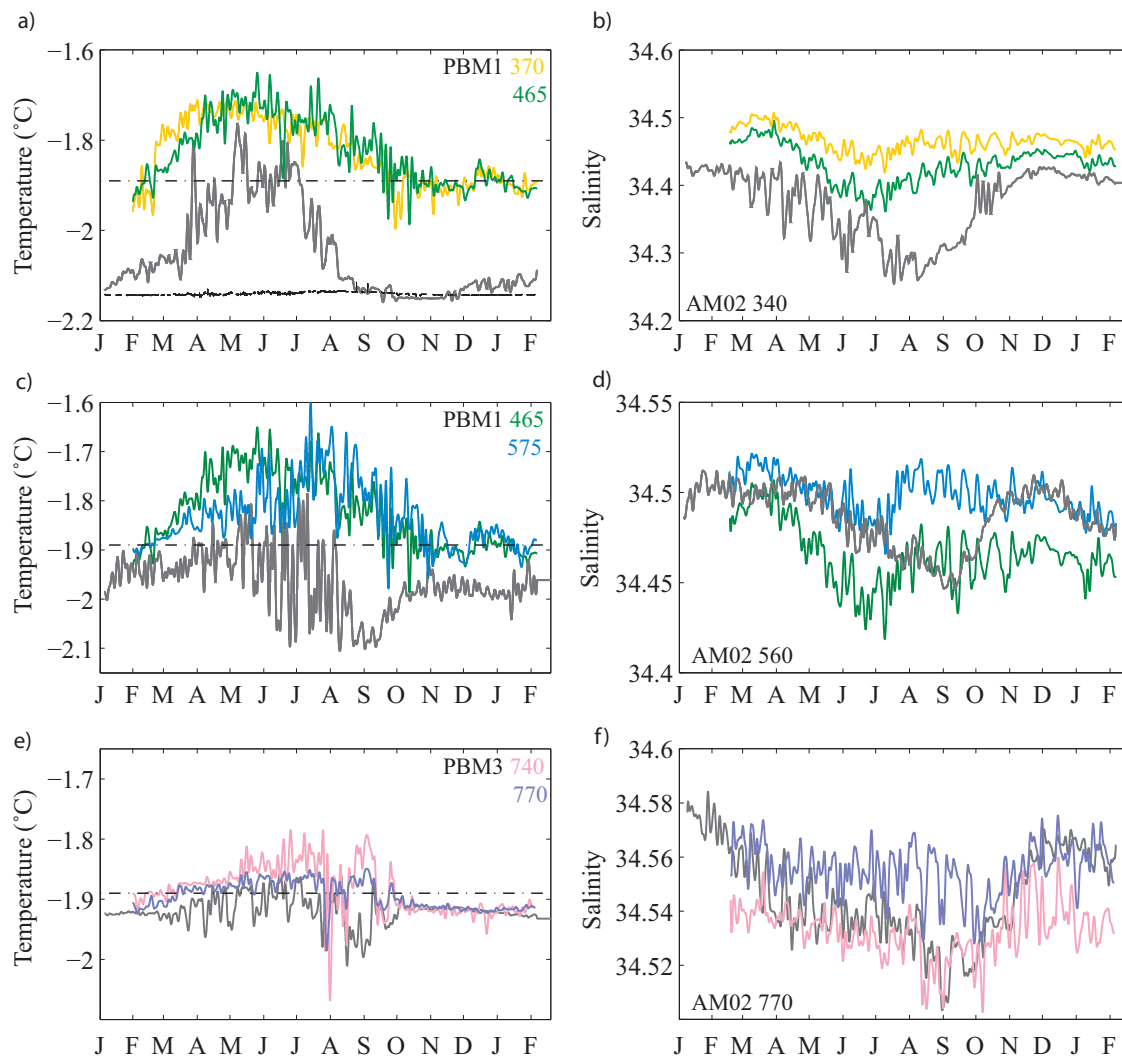 a)
−1.6
−1.8
−2
−2.2
Temperature (°C)
PBM1 370
465
J F M A M J J A S O N D J F
b)
34.6
34.5
34.4
34.3
34.2
Salinity
AM02 340
J F M A M J J A S O N D J F
c)
−1.6
−1.7
−1.8
−1.9
−2
−2.1
Temperature (°C)
PBM1 465
575
J F M A M J J A S O N D J F
d)
34.55
34.5
34.45
34.4
Salinity
AM02 560
J F M A M J J A S O N D J F
e)
−1.7
−1.8
−1.9
−2
Temperature (°C)
PBM3 740
770
J F M A M J J A S O N D J F
f)
34.6
34.58
34.56
34.54
34.52
Salinity
AM02 770
J F M A M J J A S O N D J F